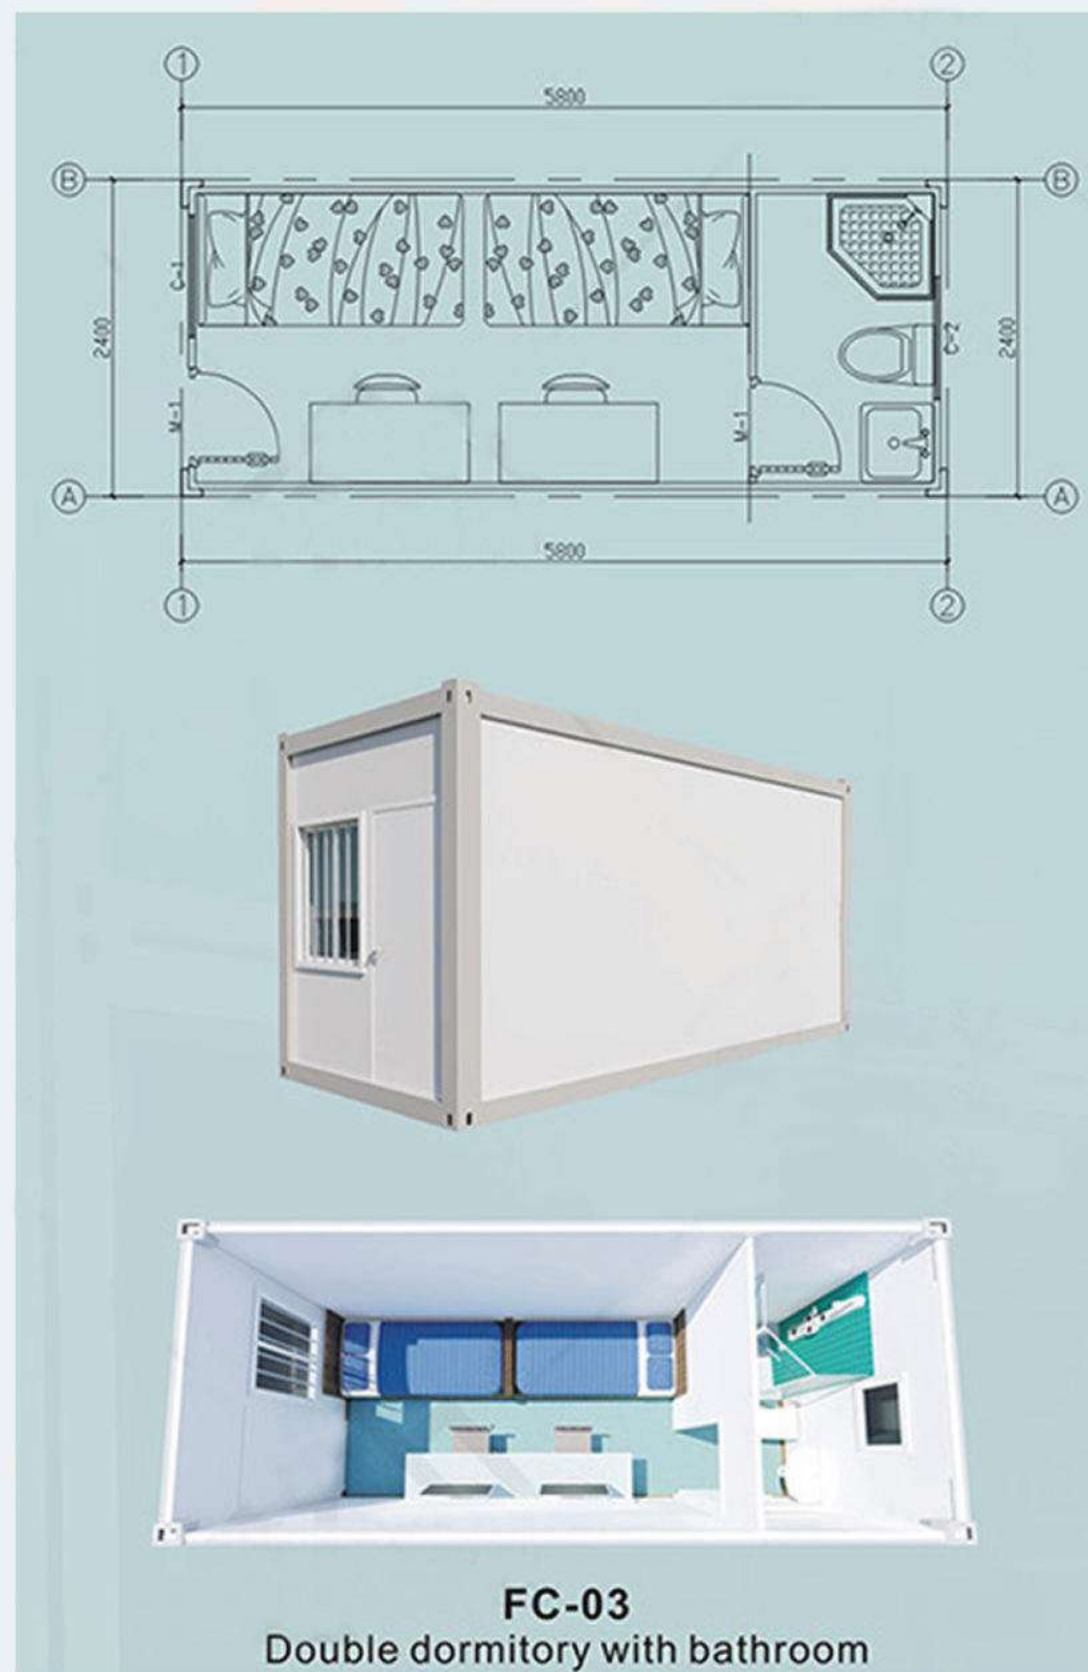 1 2
5800
B B
C-1
2400
C-2
2400
M-1
M-1
A A
5800
1 2
FC-03
Double dormitory with bathroom